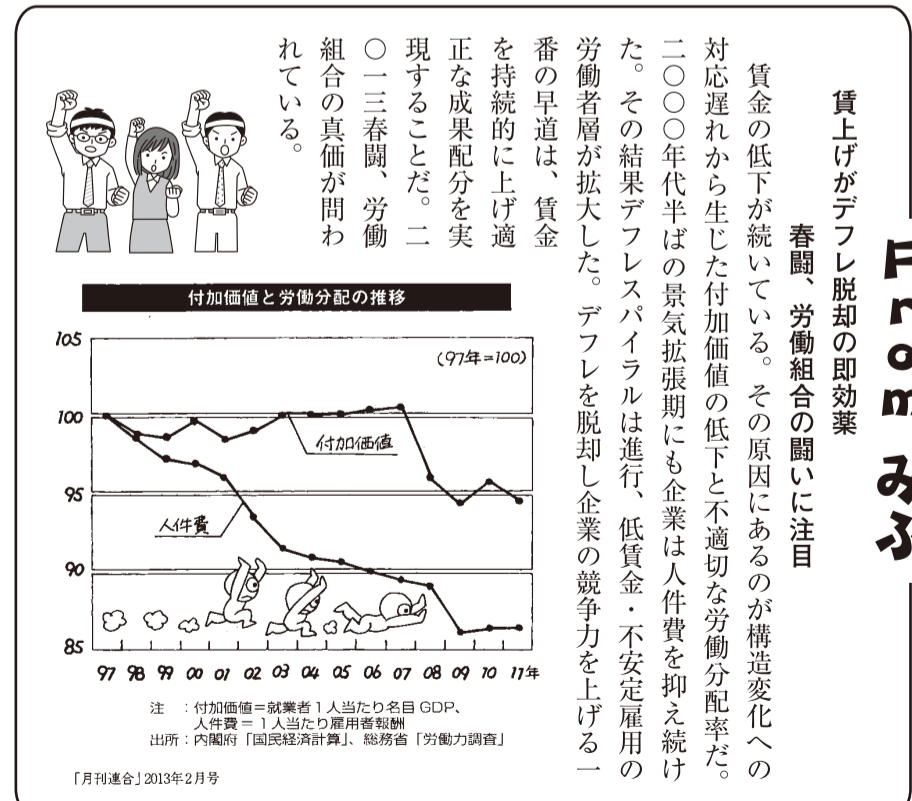 From みふ
賃上げがデフレ脱却の即効薬
春闘、労働組合の闘いに注目
賃金の低下が続いている。その原因にあるのが構造変化への
対応遅れから生じた付加価値の低下と不適切な労働分配率だ。
二〇〇〇年代半ばの景気拡張期にも企業は人件費を抑え続け
た。その結果デフレスパイラルは進行、低賃金・不安定雇用の
労働者層が拡大した。デフレを脱却し企業の競争力を上げる一
番の早道は、賃金
を持続的に上げ適
正な成果配分を実
現することだ。二
〇一三春闘、労働
組合の真価が問わ
れている。
付加価値と労働分配の推移
(97年=100)
105
100
95
90
85
付加価値
人件費
97 98 99 00 01 02 03 04 05 06 07 08 09 10 11年
注 :付加価値=就業者1人当たり名目GDP、
人件費=1人当たり雇用者報酬
出所:内閣府「国民経済計算」、総務省「労働力調査」
「月刊連合」2013年2月号